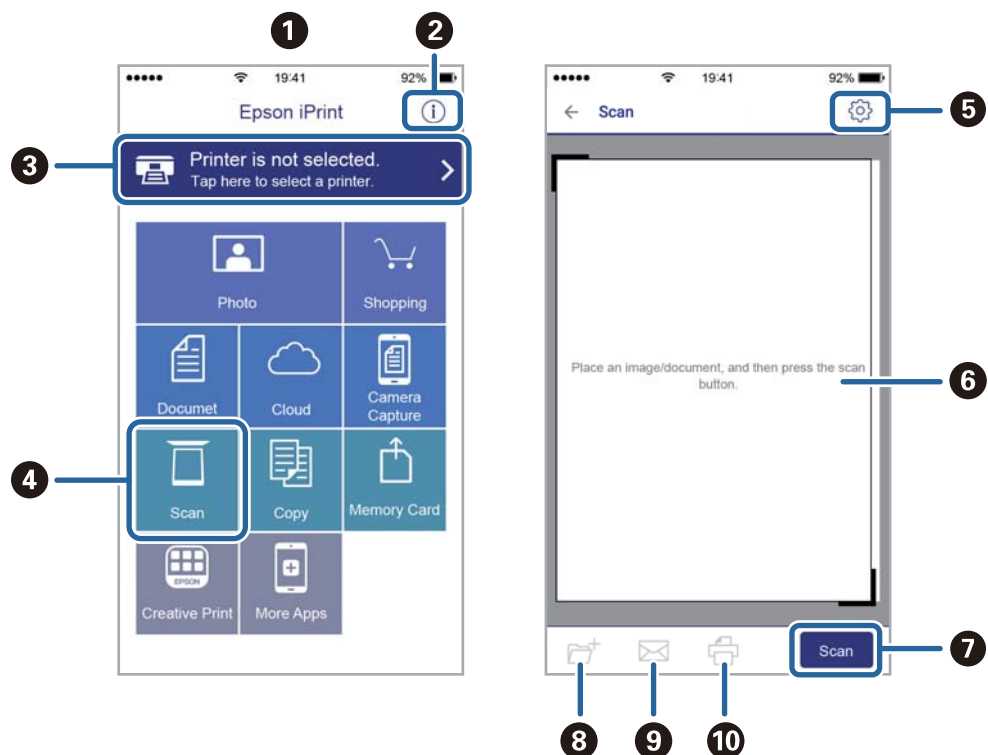 1
2
19:41
92%
Epson iPrint
i
3
Printer is not selected.
Tap here to select a printer.
Photo
Shopping
Documet
Cloud
Camera
Capture
4
Scan
Copy
Memory Card
EPSON
Creative Print
More Apps
19:41
92%
Scan
5
Place an image/document, and then press the scan
button.
6
Scan
7
8
9
10